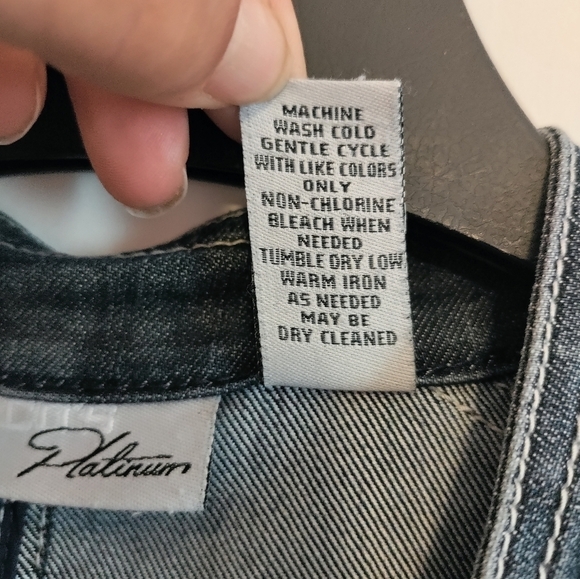 MACHINE
WASH COLD
GENTLE CYCLE
WITH LIKE COLORS
ONLY
NON-CHLORINE
BLEACH WHEN
NEEDED
TUMBLE DRY LOW
WARM IRON
AS NEEDED
MAY BE
DRY CLEANED
Platinum